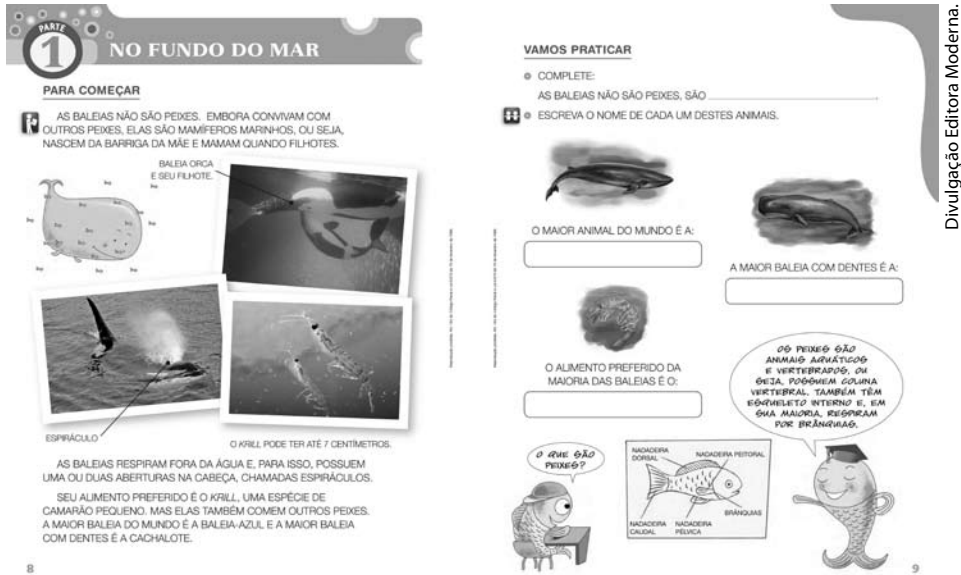 PARTE
1
NO FUNDO DO MAR
PARA COMEÇAR
AS BALEIAS NÃO SÃO PEIXES. EMBORA CONVIVAM COM
OUTROS PEIXES, ELAS SÃO MAMÍFEROS MARINHOS, OU SEJA,
NASCEM DA BARRIGA DA MÃE E MAMAM QUANDO FILHOTES.
BALEIA ORCA
E SEU FILHOTE.
ESPIRÁCULO
O KRILL PODE TER ATÉ 7 CENTÍMETROS.
AS BALEIAS RESPIRAM FORA DA ÁGUA E, PARA ISSO, POSSUEM
UMA OU DUAS ABERTURAS NA CABEÇA, CHAMADAS ESPIRÁCULOS.
SEU ALIMENTO PREFERIDO É O KRILL, UMA ESPÉCIE DE
CAMARÃO PEQUENO. MAS ELAS TAMBÉM COMEM OUTROS PEIXES.
A MAIOR BALEIA DO MUNDO É A BALEIA-AZUL E A MAIOR BALEIA
COM DENTES É A CACHALOTE.
8
VAMOS PRATICAR
COMPLETE:
AS BALEIAS NÃO SÃO PEIXES, SÃO ________.
ESCREVA O NOME DE CADA UM DESTES ANIMAIS.
O MAIOR ANIMAL DO MUNDO É A:
A MAIOR BALEIA COM DENTES É A:
O ALIMENTO PREFERIDO DA
MAIORIA DAS BALEIAS É O:
OS PEIXES SÃO
ANIMAIS AQUÁTICOS
E VERTEBRADOS, OU
SEJA, POSSUEM COLUNA
VERTEBRAL. TAMBÉM TÊM
ESQUELETO INTERNO E, EM
SUA MAIORIA, RESPIRAM
POR BRÂNQUIAS.
O QUE SÃO
PEIXES?
NADADEIRA
DORSAL
NADADEIRA PEITORAL
BRÂNQUIAS
NADADEIRA
CAUDAL
NADADEIRA
PÉLVICA
9
Divulgação Editora Moderna.